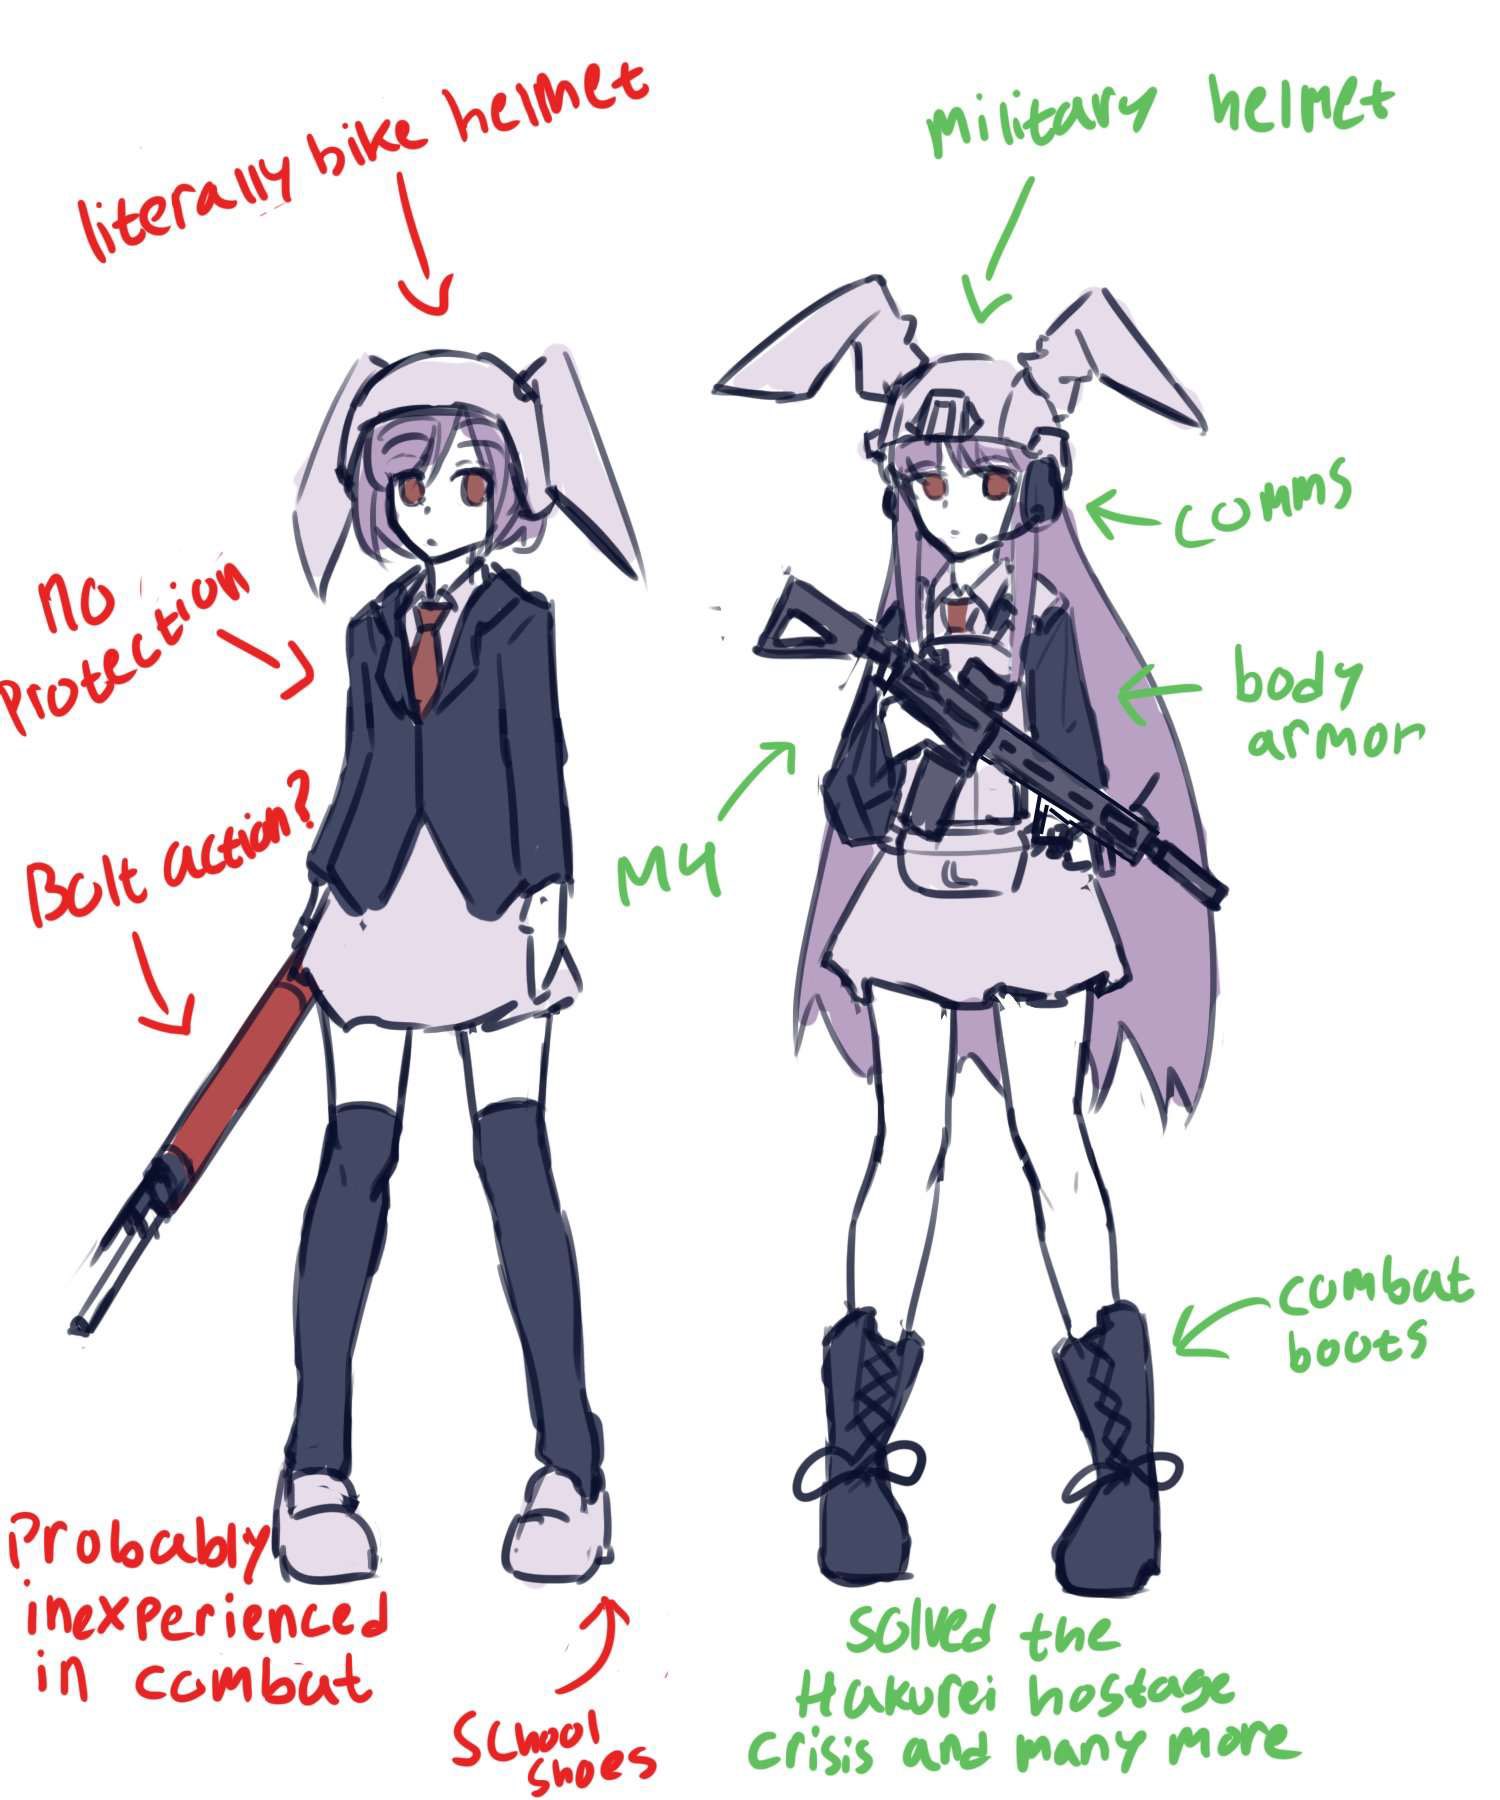 literally bike helmet
no
protection
Bolt action?
Probably
inexperienced
in combat
school
shoes
military helmet
comms
body
armor
M4
combat
boots
solved the
Hakurei hostage
crisis and many more